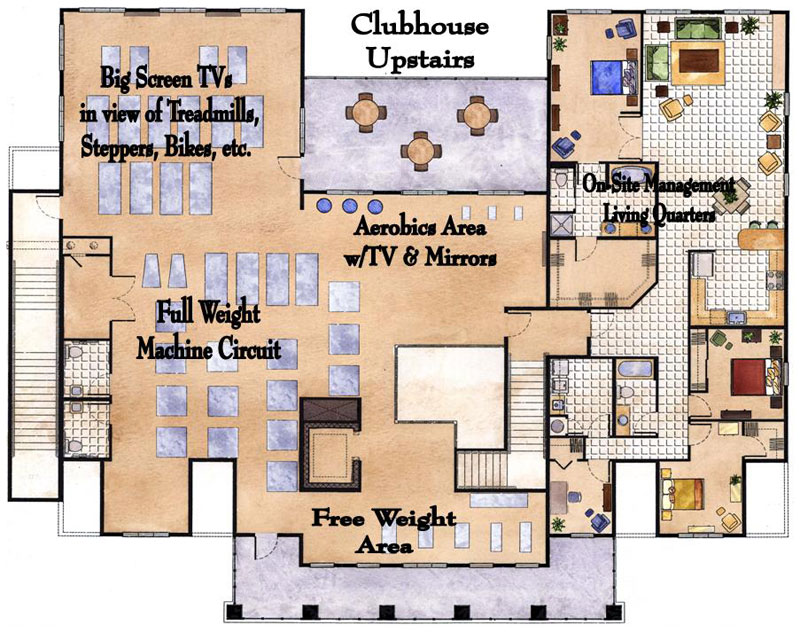 Clubhouse
Upstairs
Big Screen TVs
in view of Treadmills,
Steppers, Bikes, etc.
On-Site Management
Living Quarters
Aerobics Area
w/TV & Mirrors
Full Weight
Machine Circuit
Free Weight
Area